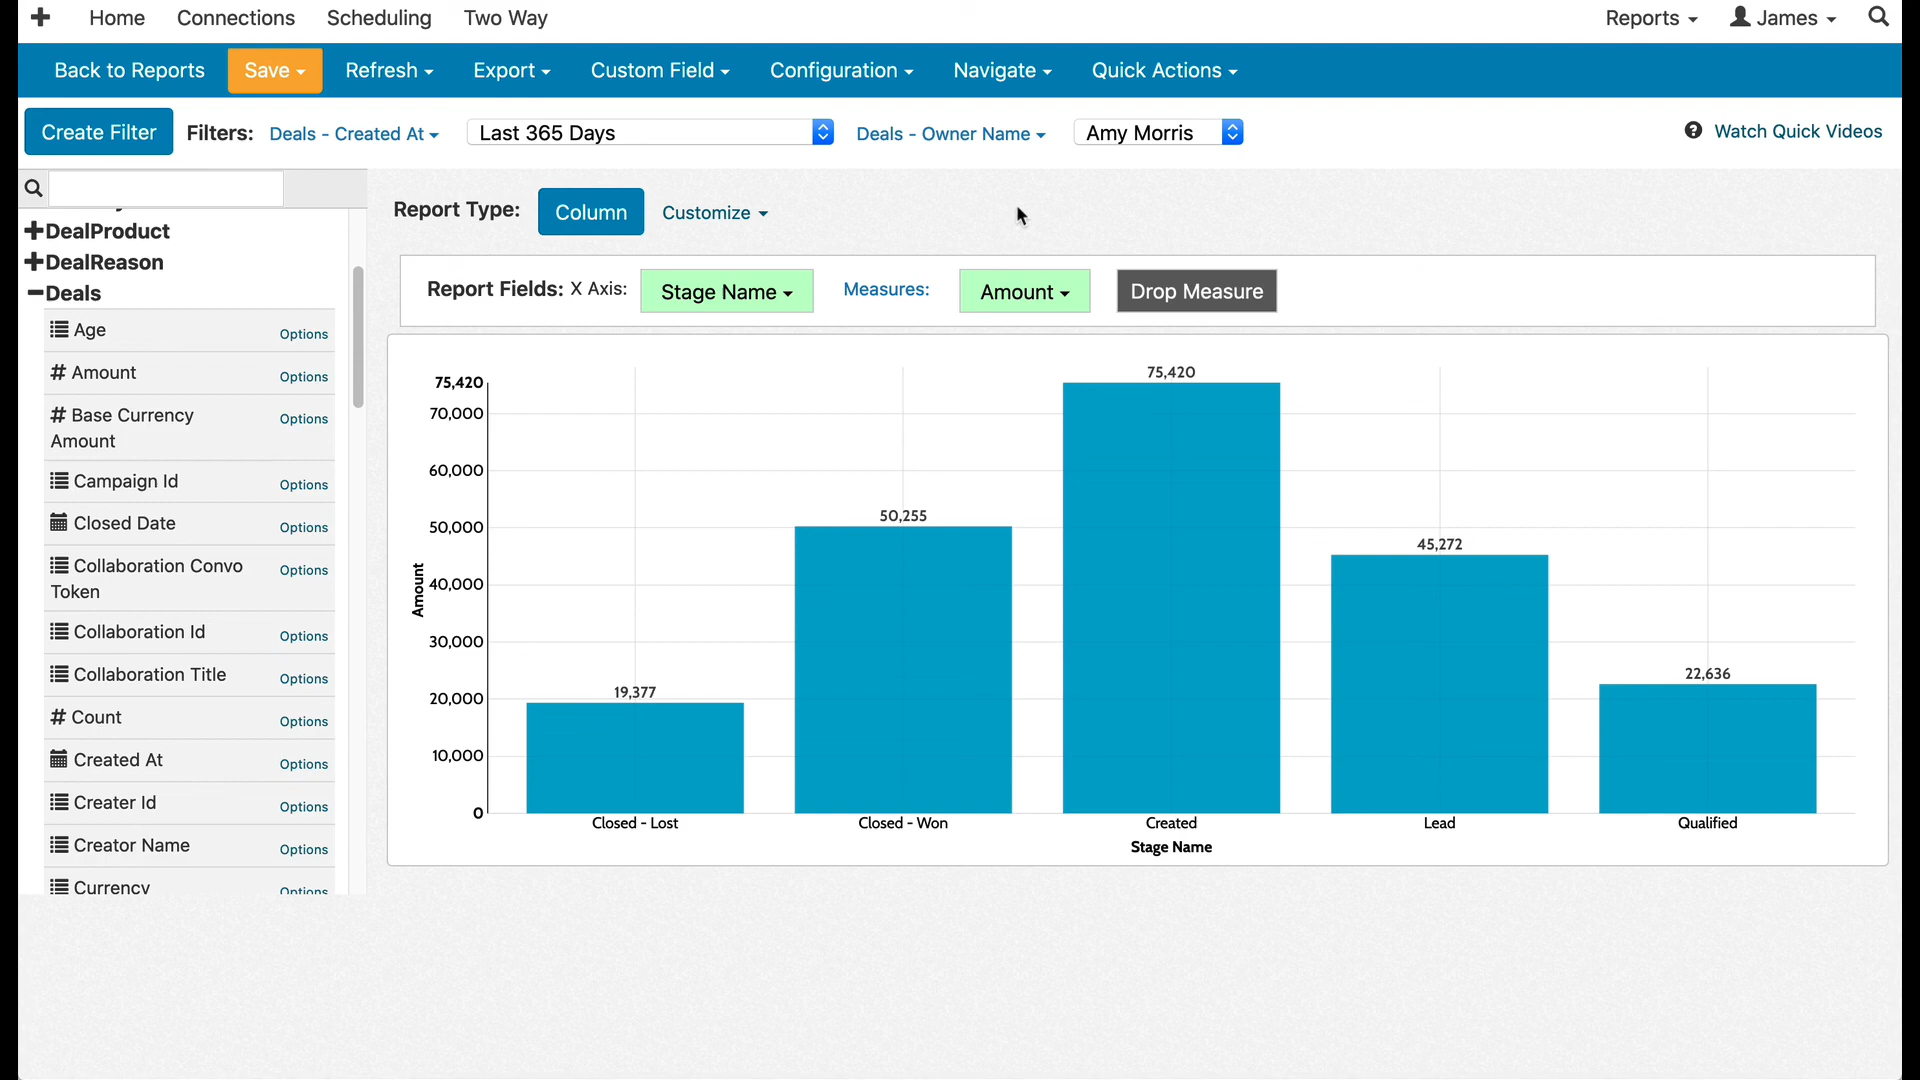 Home Connections Scheduling Two Way Reports James
Back to Reports Save Refresh Export Custom Field Configuration Navigate Quick Actions
Create Filter Filters: Deals - Created At Last 365 Days Deals - Owner Name Amy Morris Watch Quick Videos
Report Type: Column Customize
DealProduct
DealReason
Deals
Age Options
# Amount Options
# Base Currency Options
Amount
Campaign Id Options
Closed Date Options
Collaboration Convo Options
Token
Collaboration Id Options
Collaboration Title Options
# Count Options
Created At Options
Creater Id Options
Creator Name Options
Currency Options
Report Fields: X Axis: Stage Name Measures: Amount Drop Measure
75,420
75,420
70,000
60,000
50,255
50,000
45,272
40,000
Amount
30,000
22,636
19,377
20,000
10,000
0
Closed - Lost Closed - Won Created Lead Qualified
Stage Name